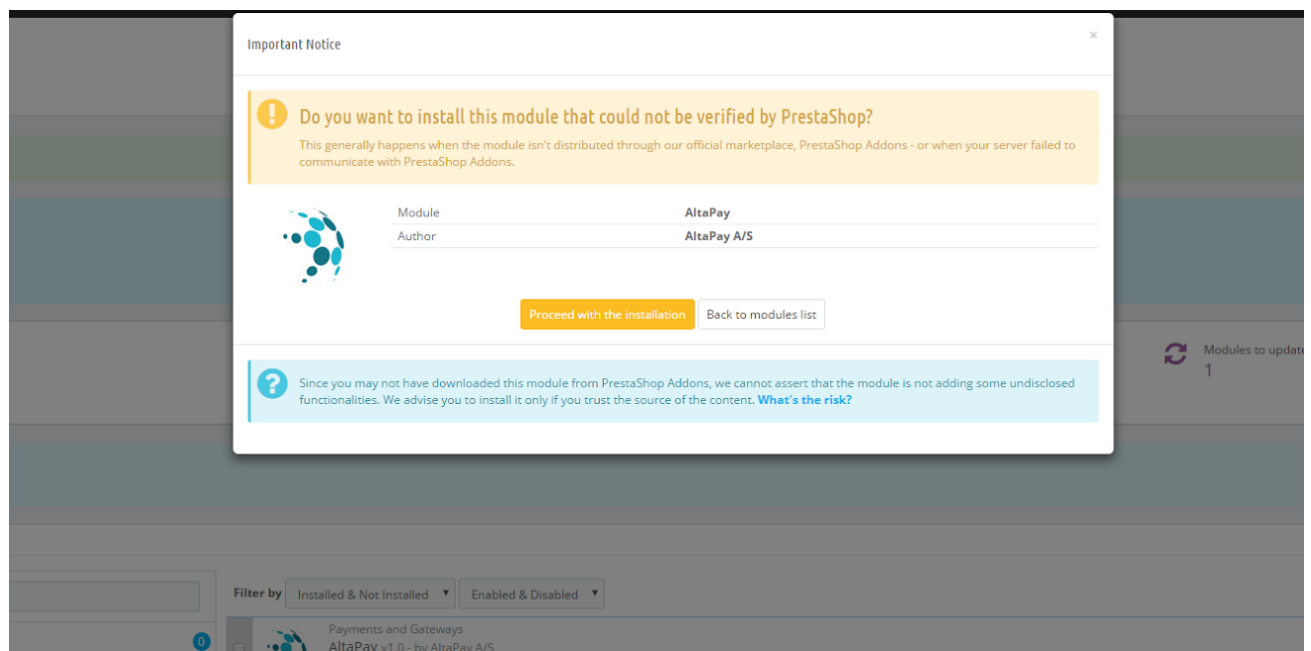 Important Notice
×
Do you want to install this module that could not be verified by PrestaShop?
This generally happens when the module isn't distributed through our official marketplace, PrestaShop Addons - or when your server failed to
communicate with PrestaShop Addons.
Module AltaPay
Author AltaPay A/S
Proceed with the installation Back to modules list
Modules to update
1
Since you may not have downloaded this module from PrestaShop Addons, we cannot assert that the module is not adding some undisclosed
functionalities. We advise you to install it only if you trust the source of the content. What's the risk?
Filter by Installed & Not Installed Enabled & Disabled
0
Payments and Gateways
AltaPay v1.0 - by AltaPay A/S